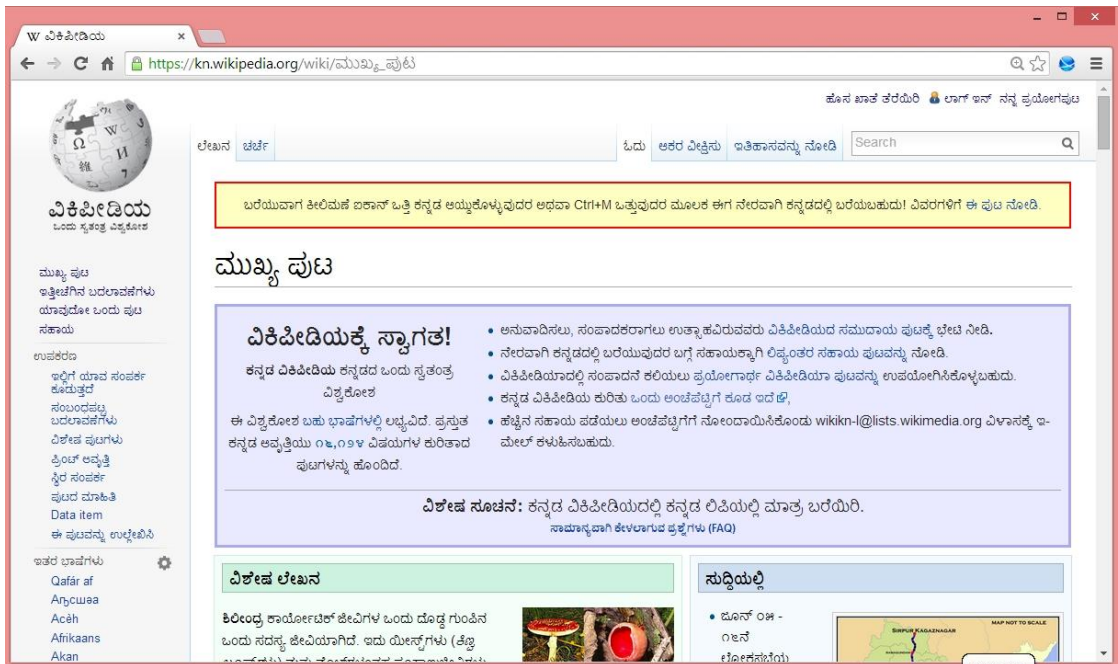 W ವಿಕಿಪೀಡಿಯ
https://kn.wikipedia.org/wiki/ಮುಖ್ಯ_ಪುಟ
ಹೊಸ ಖಾತೆ ತೆರೆಯಿರಿ ಲಾಗ್ ಇನ್ ನನ್ನ ಪ್ರಯೋಗಪುಟ
ಲೇಖನ ಚರ್ಚೆ ಓದು ಆಕರ ವೀಕ್ಷಿಸು ಇತಿಹಾಸವನ್ನು ನೋಡಿ Search
ವಿಕಿಪೀಡಿಯ
ಒಂದು ಸ್ವತಂತ್ರ ವಿಶ್ವಕೋಶ
ಮುಖ್ಯ ಪುಟ
ಇತ್ತೀಚೆಗಿನ ಬದಲಾವಣೆಗಳು
ಯಾವುದೋ ಒಂದು ಪುಟ
ಸಹಾಯ
ಉಪಕರಣ
ಇಲ್ಲಿಗೆ ಯಾವ ಸಂಪರ್ಕ
ಕೂಡುತ್ತದೆ
ಸಂಬಂಧಪಟ್ಟ
ಬದಲಾವಣೆಗಳು
ವಿಶೇಷ ಪುಟಗಳು
ಪ್ರಿಂಟ್ ಆವೃತ್ತಿ
ಸ್ಥಿರ ಸಂಪರ್ಕ
ಪುಟದ ಮಾಹಿತಿ
Data item
ಈ ಪುಟವನ್ನು ಉಲ್ಲೇಖಿಸಿ
ಇತರ ಭಾಷೆಗಳು
Qafár af
Аҧсшәа
Acèh
Afrikaans
Akan
ಬರೆಯುವಾಗ ಕೀಲಿಮಣೆ ಐಕಾನ್ ಒತ್ತಿ ಕನ್ನಡ ಆಯ್ದುಕೊಳ್ಳುವುದರ ಅಥವಾ Ctrl+M ಒತ್ತುವುದರ ಮೂಲಕ ಈಗ ನೇರವಾಗಿ ಕನ್ನಡದಲ್ಲಿ ಬರೆಯಬಹುದು! ವಿವರಗಳಿಗೆ ಈ ಪುಟ ನೋಡಿ.
ಮುಖ್ಯ ಪುಟ
ವಿಕಿಪೀಡಿಯಕ್ಕೆ ಸ್ವಾಗತ!
ಕನ್ನಡ ವಿಕಿಪೀಡಿಯ ಕನ್ನಡದ ಒಂದು ಸ್ವತಂತ್ರ
ವಿಶ್ವಕೋಶ
ಈ ವಿಶ್ವಕೋಶ ಬಹು ಭಾಷೆಗಳಲ್ಲಿ ಲಭ್ಯವಿದೆ. ಪ್ರಸ್ತುತ
ಕನ್ನಡ ಆವೃತ್ತಿಯು ೧೬,೧೯೪ ವಿಷಯಗಳ ಕುರಿತಾದ
ಪುಟಗಳನ್ನು ಹೊಂದಿದೆ.
• ಅನುವಾದಿಸಲು, ಸಂಪಾದಕರಾಗಲು ಉತ್ಸಾಹವಿರುವವರು ವಿಕಿಪೀಡಿಯದ ಸಮುದಾಯ ಪುಟಕ್ಕೆ ಭೇಟಿ ನೀಡಿ.
• ನೇರವಾಗಿ ಕನ್ನಡದಲ್ಲಿ ಬರೆಯುವುದರ ಬಗ್ಗೆ ಸಹಾಯಕ್ಕಾಗಿ ಲಿಪ್ಯಂತರ ಸಹಾಯ ಪುಟವನ್ನು ನೋಡಿ.
• ವಿಕಿಪೀಡಿಯಾದಲ್ಲಿ ಸಂಪಾದನೆ ಕಲಿಯಲು ಪ್ರಯೋಗಾರ್ಥ ವಿಕಿಪೀಡಿಯಾ ಪುಟವನ್ನು ಉಪಯೋಗಿಸಿಕೊಳ್ಳಬಹುದು.
• ಕನ್ನಡ ವಿಕಿಪೀಡಿಯ ಕುರಿತು ಒಂದು ಅಂಚೆಪೆಟ್ಟಿಗೆ ಕೂಡ ಇದೆ,
• ಹೆಚ್ಚಿನ ಸಹಾಯ ಪಡೆಯಲು ಅಂಚೆಪೆಟ್ಟಿಗೆಗೆ ನೋಂದಾಯಿಸಿಕೊಂಡು wikikn-l@lists.wikimedia.org ವಿಳಾಸಕ್ಕೆ ಇ-
ಮೇಲ್ ಕಳುಹಿಸಬಹುದು.
ವಿಶೇಷ ಸೂಚನೆ: ಕನ್ನಡ ವಿಕಿಪೀಡಿಯದಲ್ಲಿ ಕನ್ನಡ ಲಿಪಿಯಲ್ಲಿ ಮಾತ್ರ ಬರೆಯಿರಿ.
ಸಾಮಾನ್ಯವಾಗಿ ಕೇಳಲಾಗುವ ಪ್ರಶ್ನೆಗಳು (FAQ)
ವಿಶೇಷ ಲೇಖನ
ಶಿಲೀಂಧ್ರ ಕಾರ್ಯೋಟಿಕ್ ಜೀವಿಗಳ ಒಂದು ದೊಡ್ಡ ಗುಂಪಿನ
ಒಂದು ಸದಸ್ಯ ಜೀವಿಯಾಗಿದೆ. ಇದು ಯೀಸ್ಟ್‌ಗಳು
ಸುದ್ದಿಯಲ್ಲಿ
• ಜೂನ್ ೦೫ -
೧೬ನೆ
ಲೋಕಸಭೆಯ
SIRPUR KAGAZNAGAR
MAP NOT TO SCALE